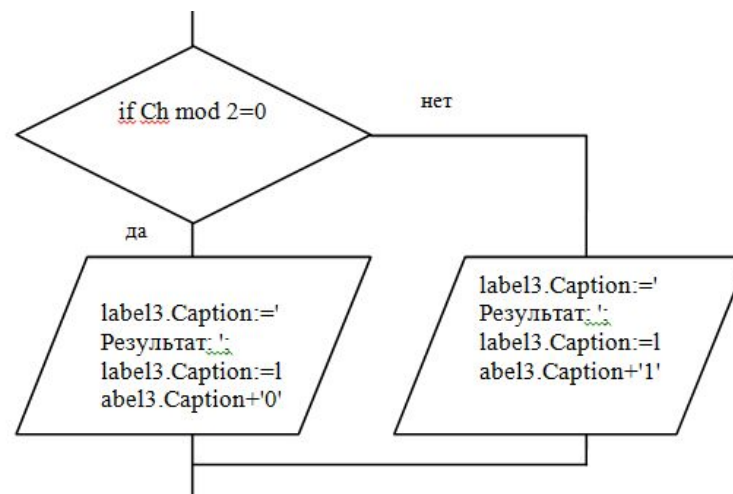 if Ch mod 2=0
нет
да
label3.Caption:='
Результат: ';
label3.Caption:=l
abel3.Caption+'0'
label3.Caption:='
Результат: ';
label3.Caption:=l
abel3.Caption+'1'